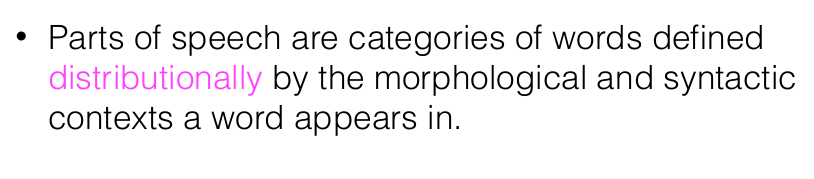 • Parts of speech are categories of words defined
distributionally by the morphological and syntactic
contexts a word appears in.